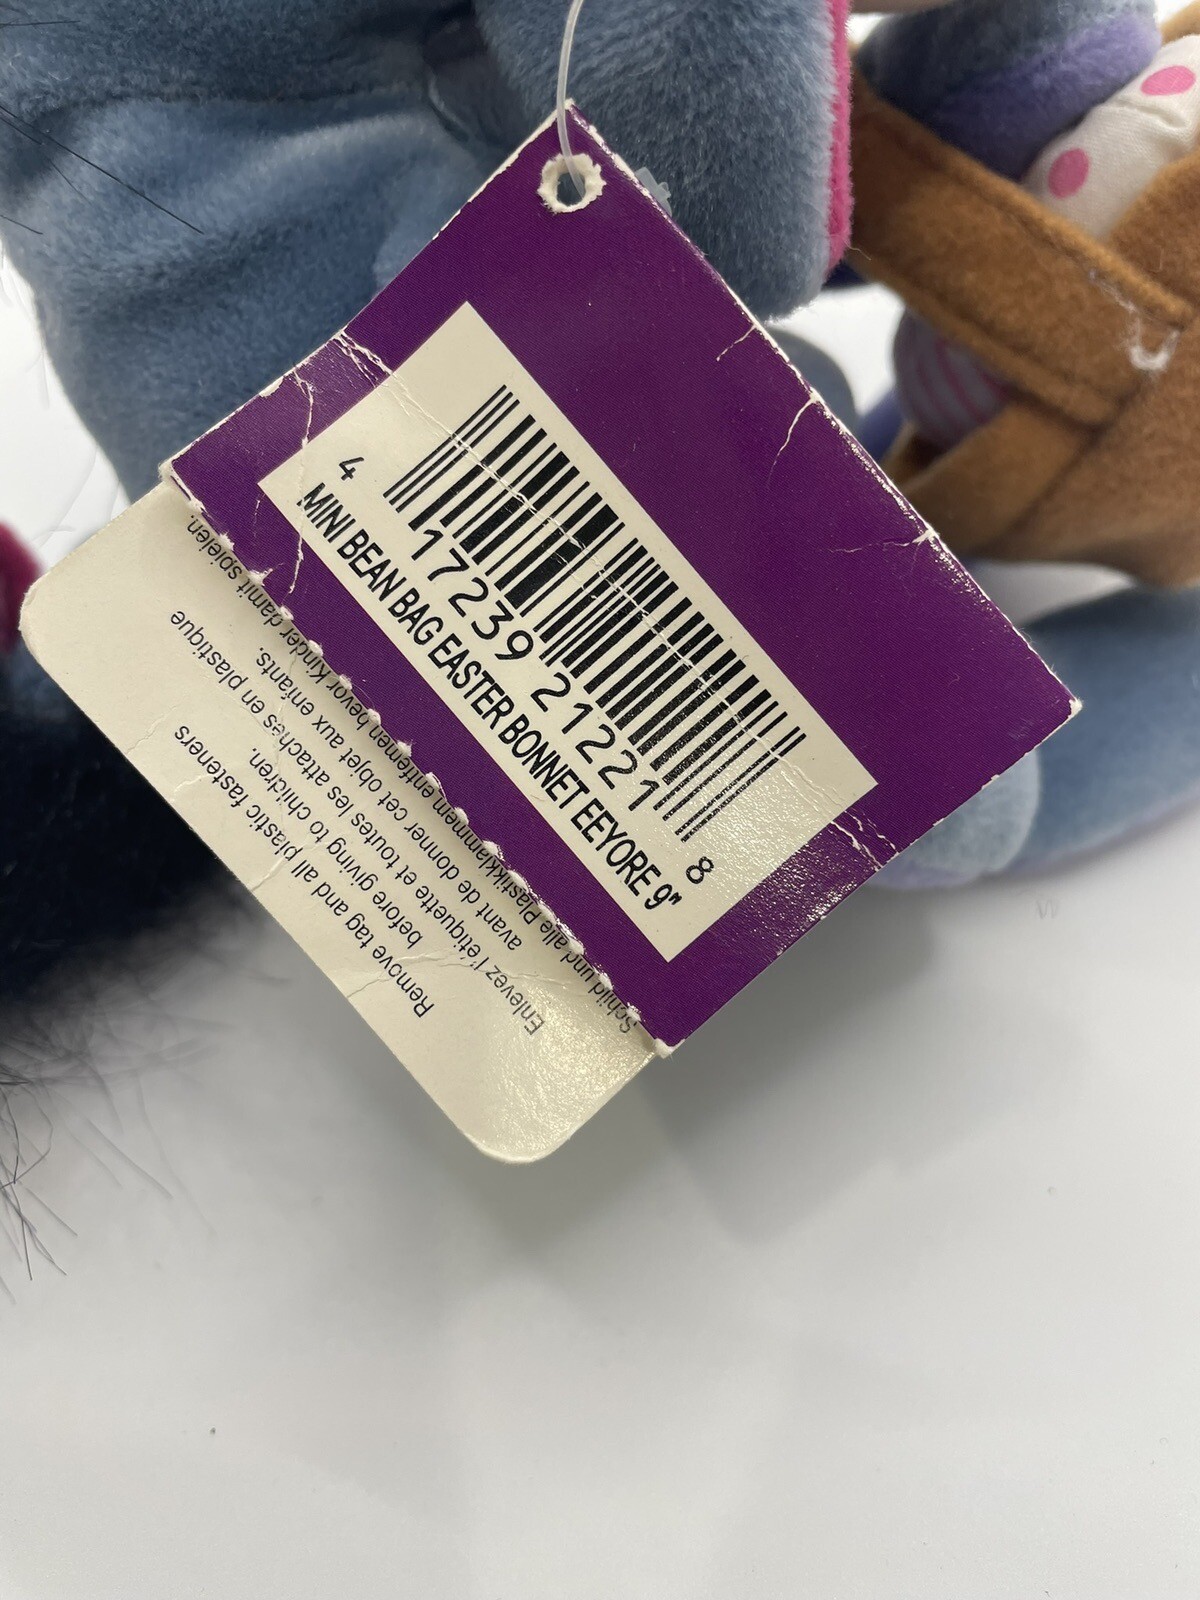 4 17239 21221 8
MINI BEAN BAG EASTER BONNET EEYORE 9"
Remove tag and all plastic fasteners
before giving to children.
Enlevez l'etiquette et toutes les attaches en plastique
avant de donner cet objet aux enfants.
Schild und alle Plastikklammern entfernen bevor Kinder damit spielen.